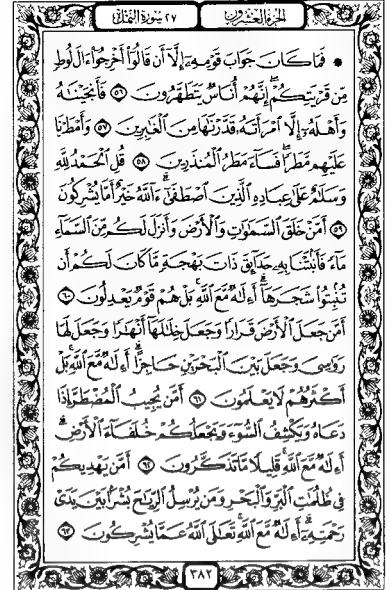 الجزء العشرون
٢٧ سورة النمل
۞ فَمَا كَانَ جَوَابَ قَوْمِهِۦٓ إِلَّآ أَن قَالُوٓا۟ أَخْرِجُوٓا۟ ءَالَ لُوطٍ
مِّن قَرْيَتِكُمْ ۖ إِنَّهُمْ أُنَاسٌ يَتَطَهَّرُونَ ٥٦ فَأَنجَيْنَـٰهُ
وَأَهْلَهُۥٓ إِلَّا ٱمْرَأَتَهُۥ قَدَّرْنَـٰهَا مِنَ ٱلْغَـٰبِرِينَ ٥٧ وَأَمْطَرْنَا
عَلَيْهِم مَّطَرًا ۖ فَسَآءَ مَطَرُ ٱلْمُنذَرِينَ ٥٨ قُلِ ٱلْحَمْدُ لِلَّهِ
وَسَلَـٰمٌ عَلَىٰ عِبَادِهِ ٱلَّذِينَ ٱصْطَفَىٰٓ ۗ ءَآللَّهُ خَيْرٌ أَمَّا يُشْرِكُونَ
٥٩ أَمَّنْ خَلَقَ ٱلسَّمَـٰوَٰتِ وَٱلْأَرْضَ وَأَنزَلَ لَكُم مِّنَ ٱلسَّمَآءِ
مَآءً فَأَنۢبَتْنَا بِهِۦ حَدَآئِقَ ذَاتَ بَهْجَةٍ مَّا كَانَ لَكُمْ أَن
تُنۢبِتُوا۟ شَجَرَهَآ ۗ أَءِلَـٰهٌ مَّعَ ٱللَّهِ ۚ بَلْ هُمْ قَوْمٌ يَعْدِلُونَ ٦٠
أَمَّن جَعَلَ ٱلْأَرْضَ قَرَارًا وَجَعَلَ خِلَـٰلَهَآ أَنْهَـٰرًا وَجَعَلَ لَهَا
رَوَٰسِىَ وَجَعَلَ بَيْنَ ٱلْبَحْرَيْنِ حَاجِزًا ۗ أَءِلَـٰهٌ مَّعَ ٱللَّهِ ۚ بَلْ
أَكْثَرُهُمْ لَا يَعْلَمُونَ ٦١ أَمَّن يُجِيبُ ٱلْمُضْطَرَّ إِذَا
دَعَاهُ وَيَكْشِفُ ٱلسُّوٓءَ وَيَجْعَلُكُمْ خُلَفَآءَ ٱلْأَرْضِ ۗ
أَءِلَـٰهٌ مَّعَ ٱللَّهِ ۚ قَلِيلًا مَّا تَذَكَّرُونَ ٦٢ أَمَّن يَهْدِيكُمْ
فِى ظُلُمَـٰتِ ٱلْبَرِّ وَٱلْبَحْرِ وَمَن يُرْسِلُ ٱلرِّيَـٰحَ بُشْرًۢا بَيْنَ يَدَىْ
رَحْمَتِهِۦٓ ۗ أَءِلَـٰهٌ مَّعَ ٱللَّهِ ۚ تَعَـٰلَى ٱللَّهُ عَمَّا يُشْرِكُونَ ٦٣
٣٨٢